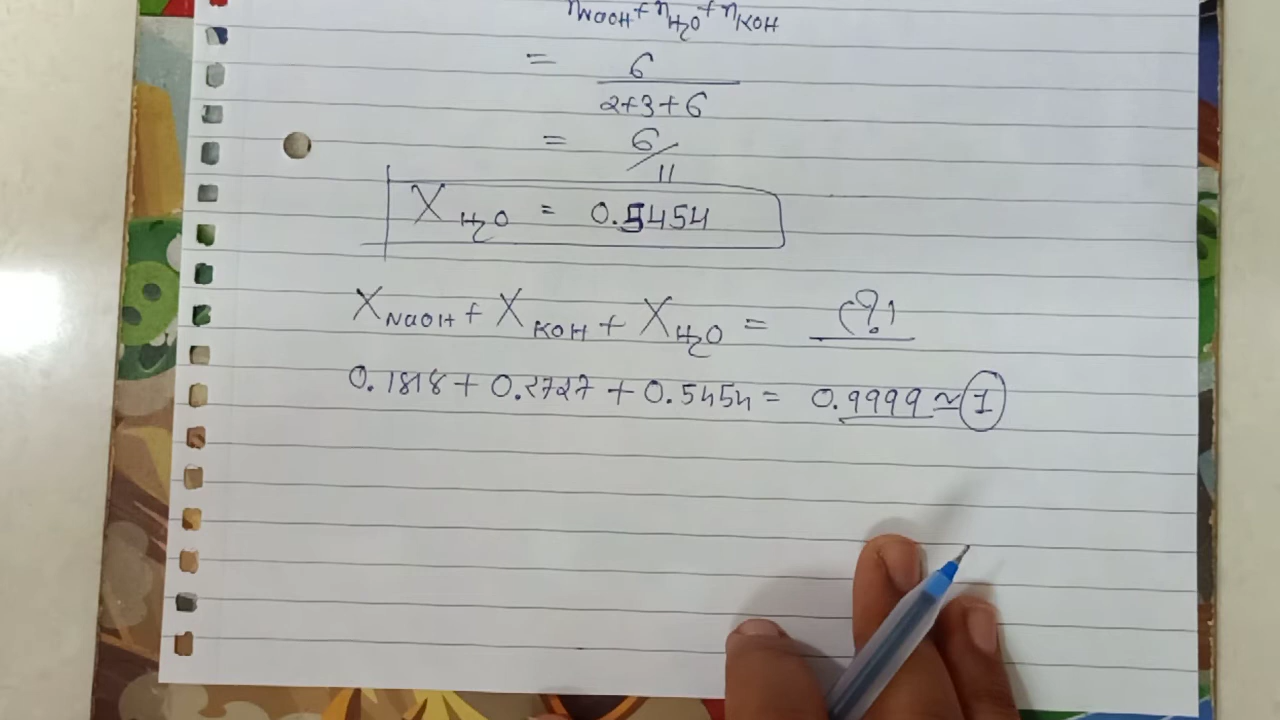 nNaOH + nH2O + nKOH
= 6
2+3+6
= 6/11
XH2O = 0.5454
XNaOH + XKOH + XH2O = (?)
0.1818 + 0.2727 + 0.5454 = 0.9999 ≃ 1